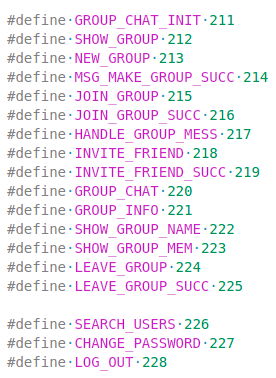 #define GROUP_CHAT_INIT 211
#define SHOW_GROUP 212
#define NEW_GROUP 213
#define MSG_MAKE_GROUP_SUCC 214
#define JOIN_GROUP 215
#define JOIN_GROUP_SUCC 216
#define HANDLE_GROUP_MESS 217
#define INVITE_FRIEND 218
#define INVITE_FRIEND_SUCC 219
#define GROUP_CHAT 220
#define GROUP_INFO 221
#define SHOW_GROUP_NAME 222
#define SHOW_GROUP_MEM 223
#define LEAVE_GROUP 224
#define LEAVE_GROUP_SUCC 225
#define SEARCH_USERS 226
#define CHANGE_PASSWORD 227
#define LOG_OUT 228